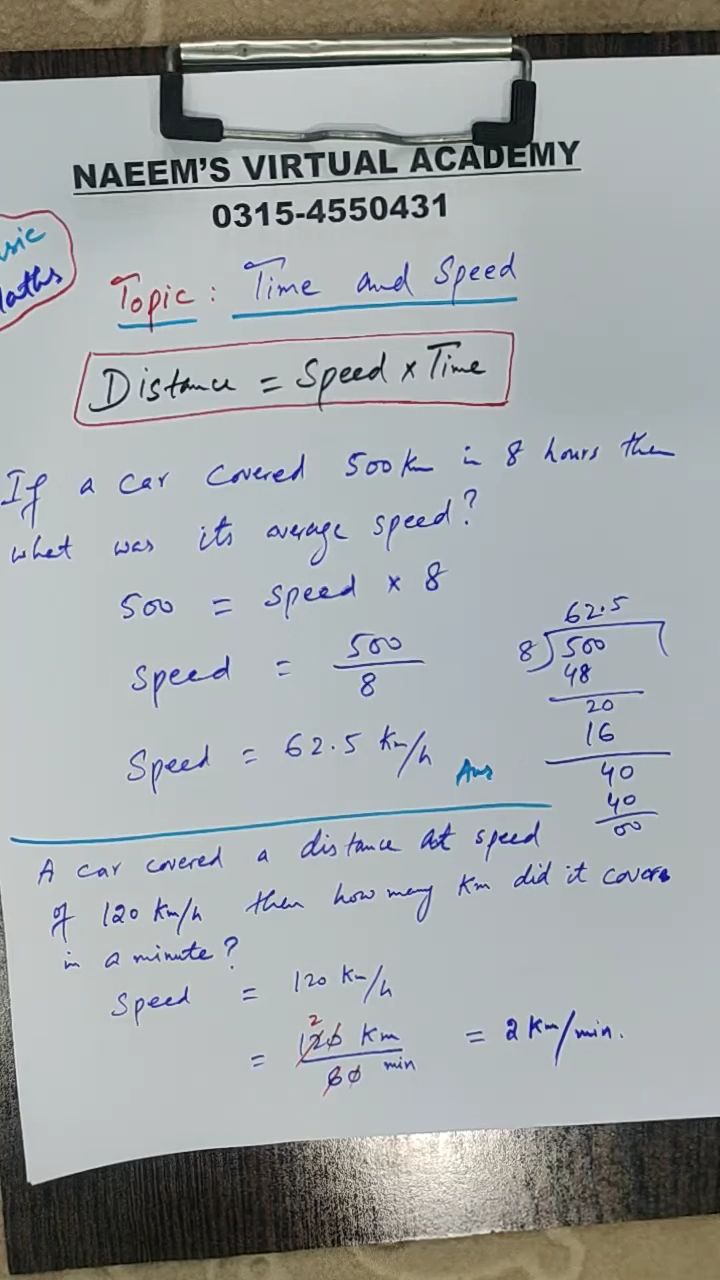 NAEEM'S VIRTUAL ACADEMY
0315-4550431
Topic: Time and Speed
Distance = Speed × Time
If a car covered 500 Km in 8 hours then
what was its average speed?
500 = Speed × 8
Speed = 500/8
Speed = 62.5 Km/h Ans
62.5
8)500
48
20
16
40
40
00
A car covered a distance at speed
of 120 Km/h then how many Km did it covers
in a minute?
Speed = 120 Km/h
2
= 120 Km / 60 min = 2 Km/min.